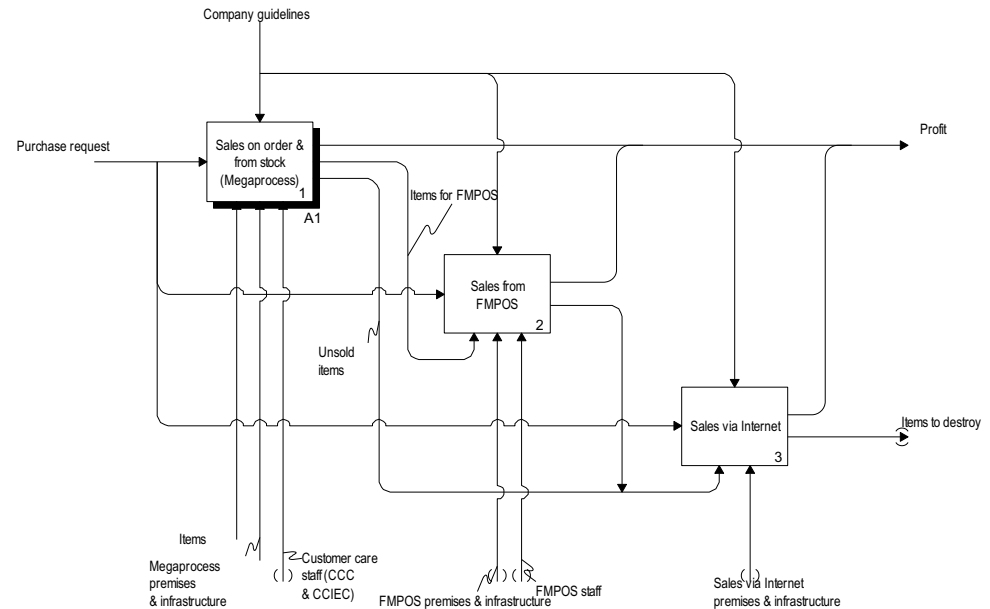 Company guidelines
Purchase request
Sales on order &
from stock
(Megaprocess)
1
A1
Profit
Items for FMPOS
Sales from
FMPOS
2
Unsold
items
Sales via Internet
3
Items to destroy
Items
Megaprocess
premises
& infrastructure
Customer care
staff (CCC
& CCIEC)
FMPOS premises & infrastructure
FMPOS staff
Sales via Internet
premises & infrastructure